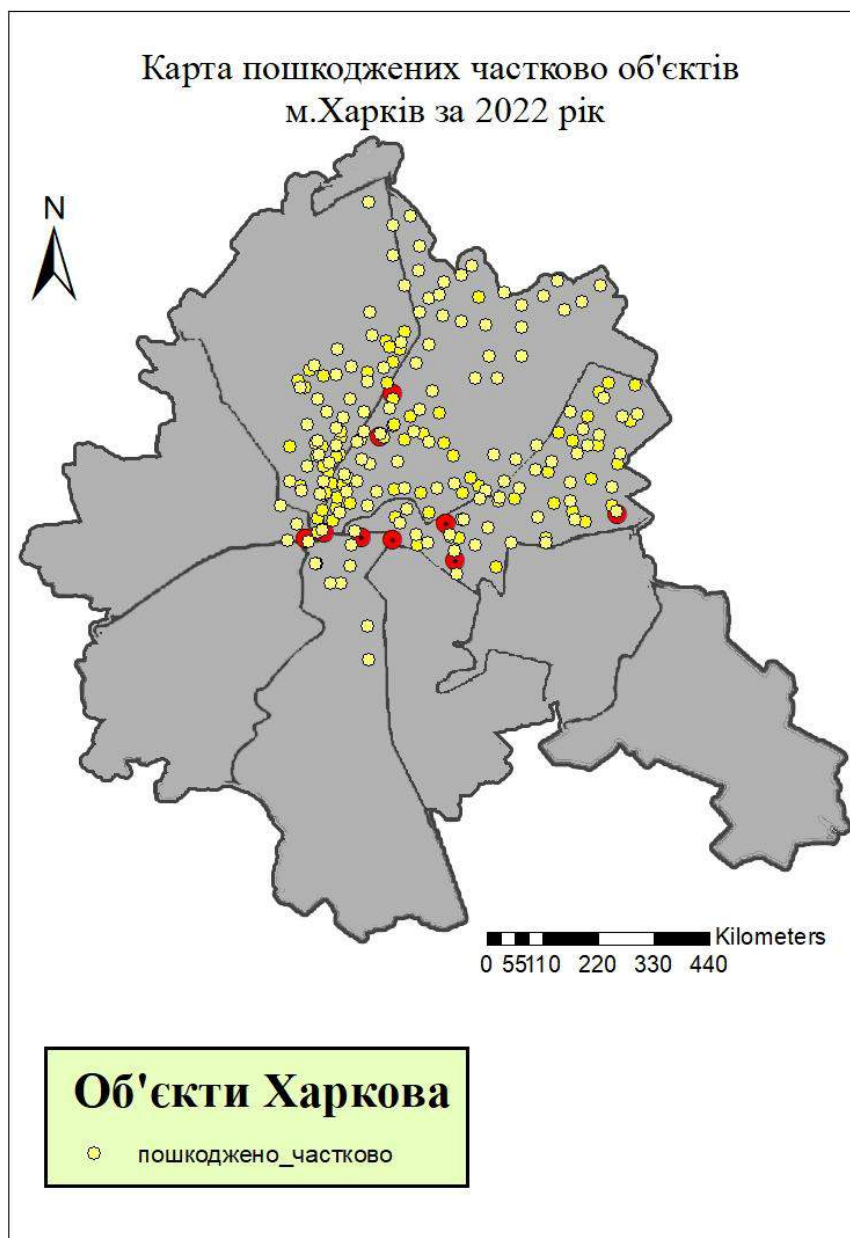 Карта пошкоджених частково об'єктів
м.Харків за 2022 рік
N
Kilometers
0 55110 220 330 440
Об'єкти Харкова
пошкоджено_частково